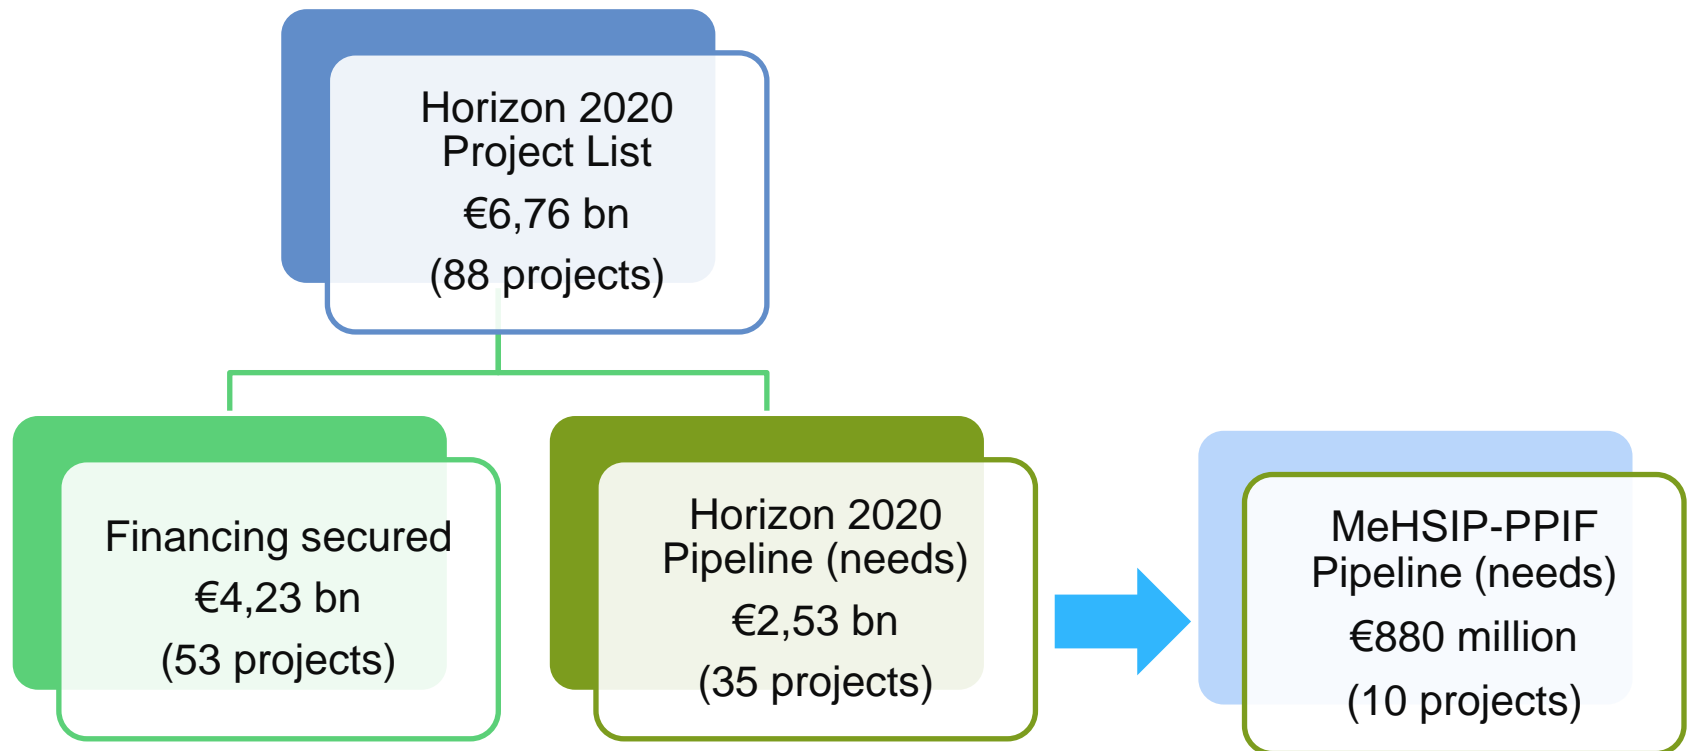 Horizon 2020
Project List
€6,76 bn
(88 projects)
Financing secured
€4,23 bn
(53 projects)
Horizon 2020
Pipeline (needs)
€2,53 bn
(35 projects)
MeHSIP-PPIF
Pipeline (needs)
€880 million
(10 projects)